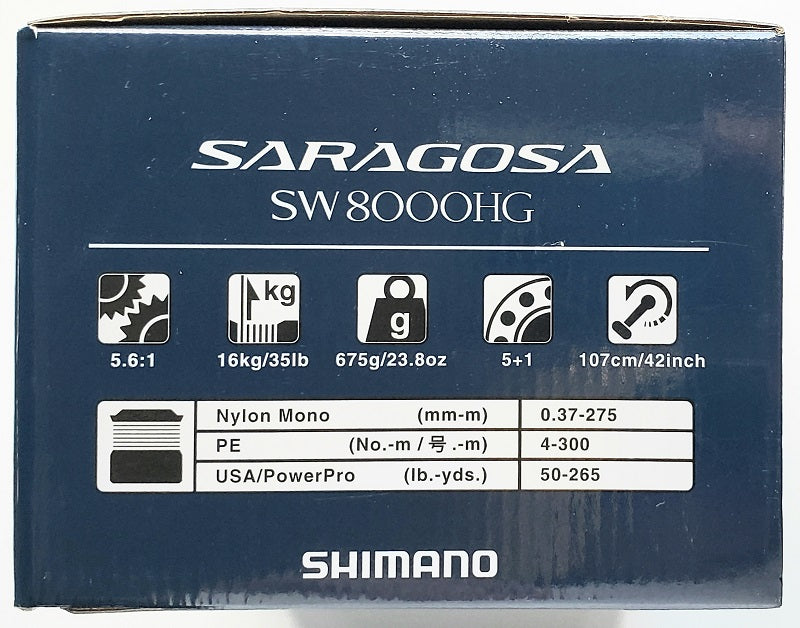 SARAGOSA
SW8000HG
kg
g
5.6:1 16kg/35lb 675g/23.8oz 5+1 107cm/42inch
Nylon Mono (mm-m) 0.37-275
PE (No.-m / 号.-m) 4-300
USA/PowerPro (lb.-yds.) 50-265
SHIMANO